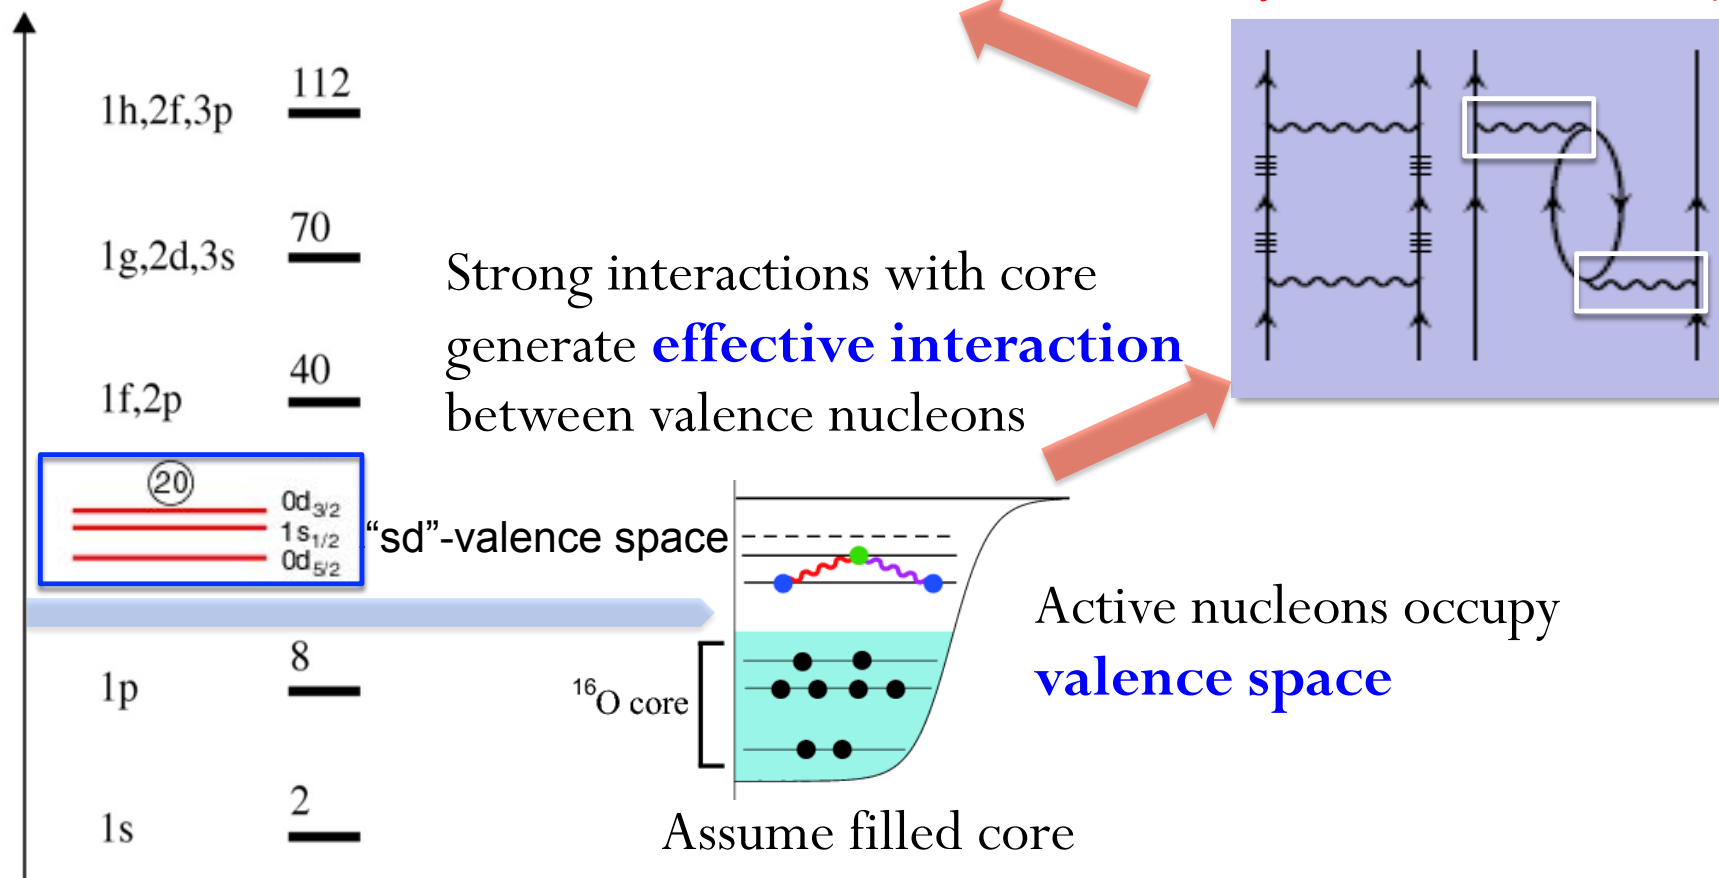 112
1h,2f,3p
70
1g,2d,3s
40
1f,2p
20
0d3/2
1s1/2
0d5/2
8
1p
2
1s
Strong interactions with core
generate effective interaction
between valence nucleons
“sd”-valence space
16O core
Assume filled core
Active nucleons occupy
valence space